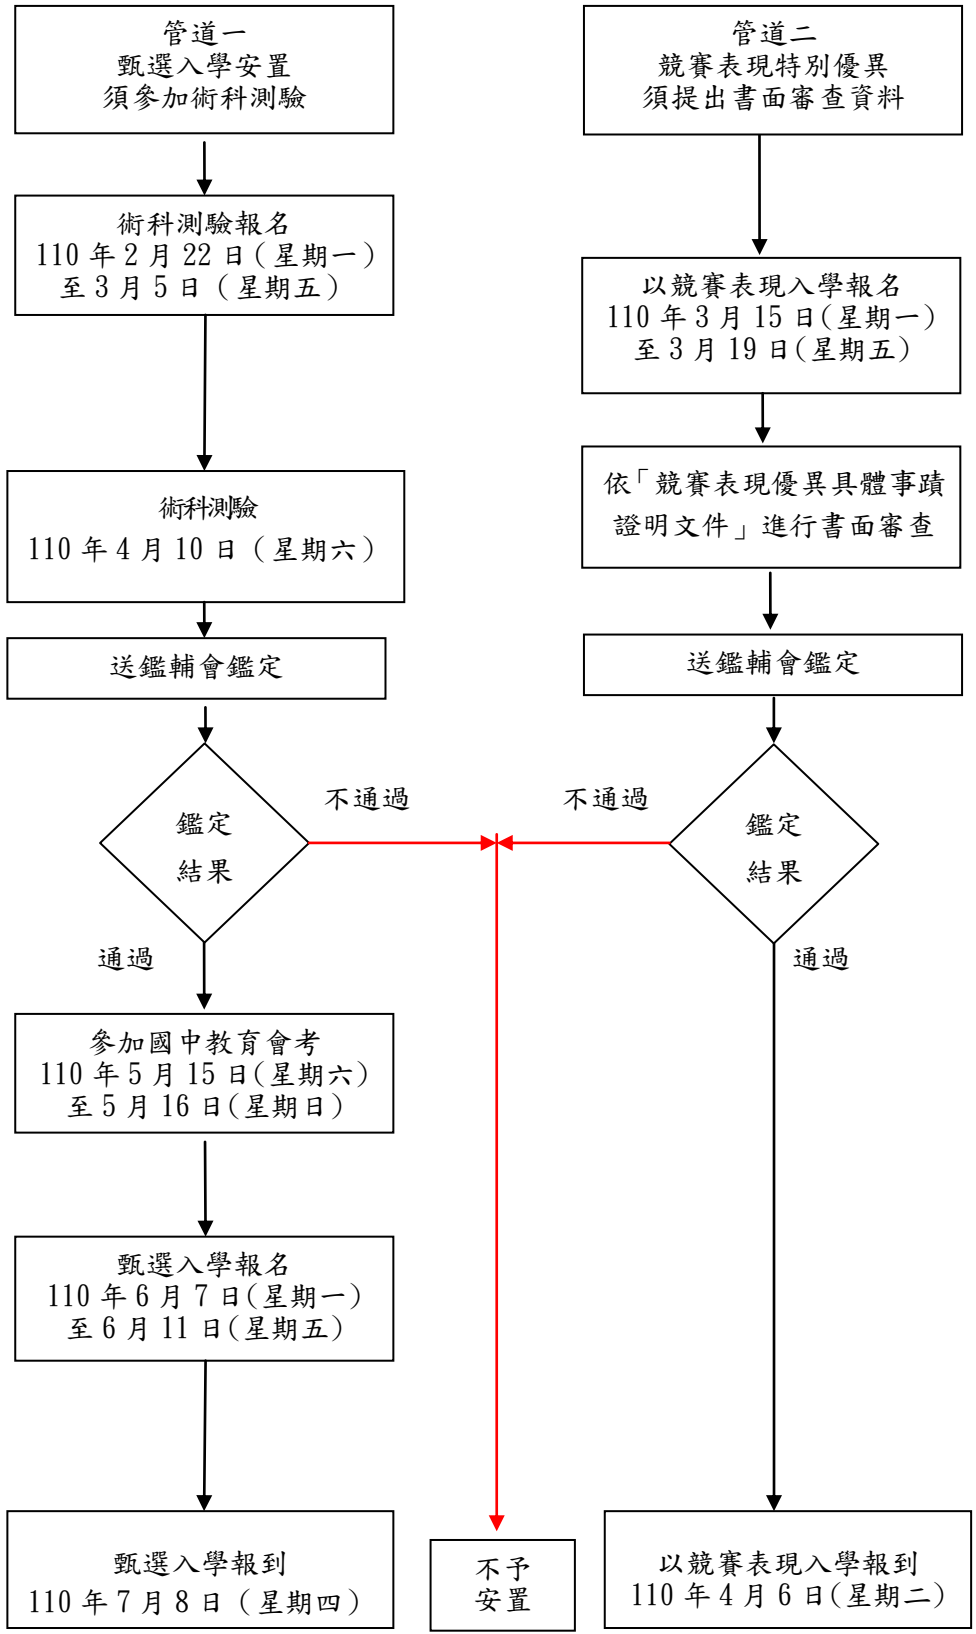 管道一
甄選入學安置
須參加術科測驗
管道二
競賽表現特別優異
須提出書面審查資料
術科測驗報名
110 年 2 月 22 日(星期一)
至 3 月 5 日 (星期五)
以競賽表現入學報名
110 年 3 月 15 日(星期一)
至 3 月 19 日(星期五)
術科測驗
110 年 4 月 10 日 (星期六)
依「競賽表現優異具體事蹟
證明文件」進行書面審查
送鑑輔會鑑定
送鑑輔會鑑定
鑑定
結果
不通過
不通過
鑑定
結果
通過
通過
參加國中教育會考
110 年 5 月 15 日(星期六)
至 5 月 16 日(星期日)
甄選入學報名
110 年 6 月 7 日(星期一)
至 6 月 11 日(星期五)
甄選入學報到
110 年 7 月 8 日 (星期四)
不予
安置
以競賽表現入學報到
110 年 4 月 6 日(星期二)